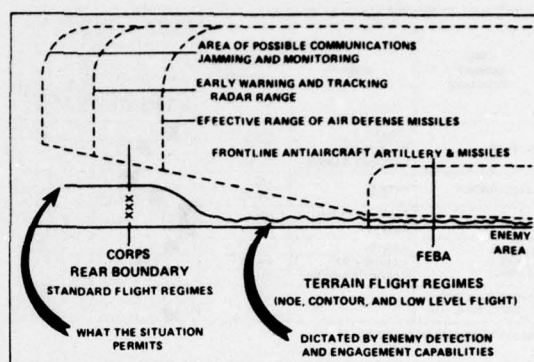 AREA OF POSSIBLE COMMUNICATIONS
JAMMING AND MONITORING
EARLY WARNING AND TRACKING
RADAR RANGE
EFFECTIVE RANGE OF AIR DEFENSE MISSILES
FRONTLINE ANTIAIRCRAFT ARTILLERY & MISSILES
XXX
ENEMY
AREA
CORPS
REAR BOUNDARY
STANDARD FLIGHT REGIMES
FEBA
TERRAIN FLIGHT REGIMES
(NOE, CONTOUR, AND LOW LEVEL FLIGHT)
WHAT THE SITUATION
PERMITS
DICTATED BY ENEMY DETECTION
AND ENGAGEMENT CAPABILITIES